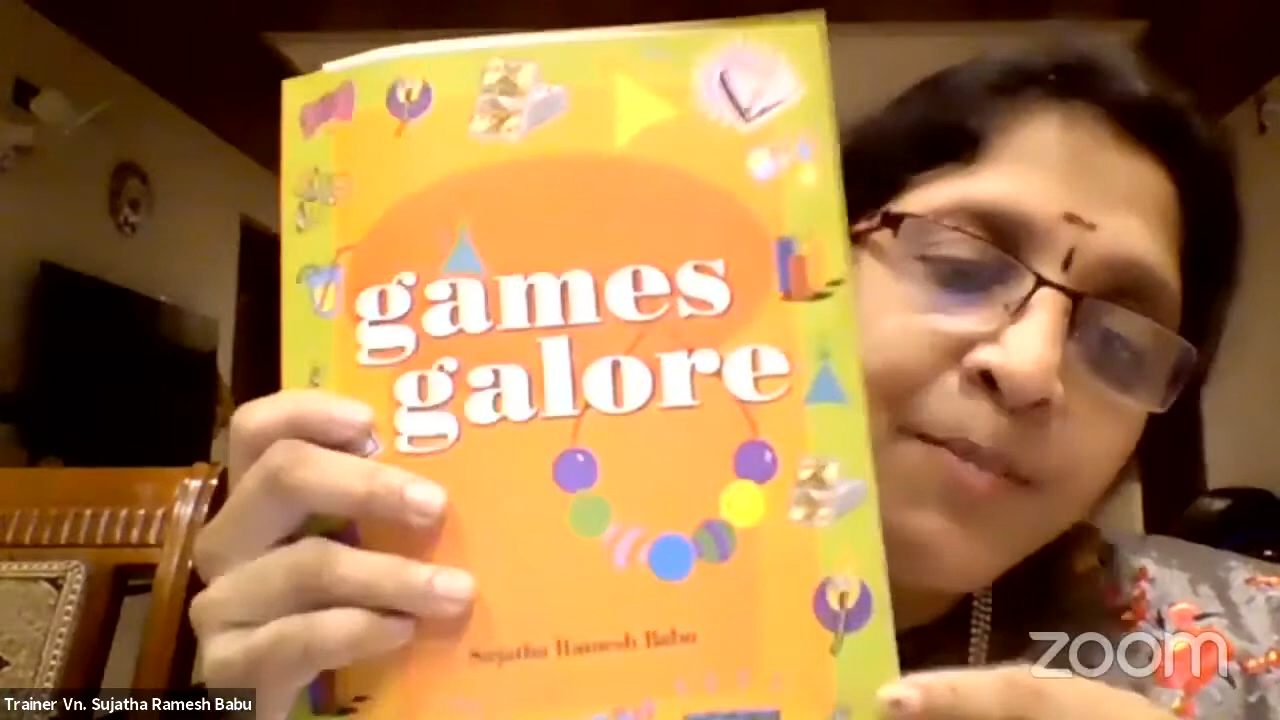 games
galore
Sujatha Ramesh Babu
zoom
Trainer Vn. Sujatha Ramesh Babu